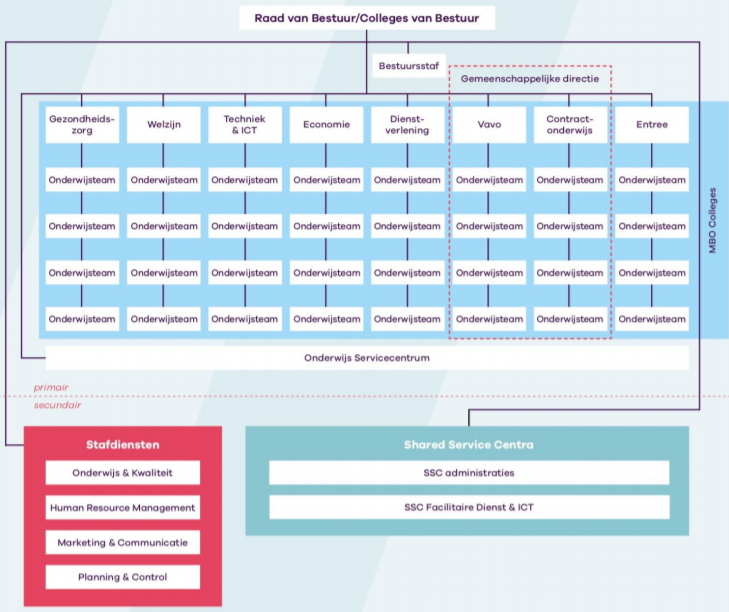 Raad van Bestuur/Colleges van Bestuur
Bestuursstaf
Gemeenschappelijke directie
Gezondheids-
zorg
Welzijn
Techniek
& ICT
Economie
Dienst-
verlening
Vavo
Contract-
onderwijs
Entree
Onderwijsteam Onderwijsteam Onderwijsteam Onderwijsteam Onderwijsteam Onderwijsteam Onderwijsteam Onderwijsteam
Onderwijsteam Onderwijsteam Onderwijsteam Onderwijsteam Onderwijsteam Onderwijsteam Onderwijsteam Onderwijsteam
Onderwijsteam Onderwijsteam Onderwijsteam Onderwijsteam Onderwijsteam Onderwijsteam Onderwijsteam Onderwijsteam
Onderwijsteam Onderwijsteam Onderwijsteam Onderwijsteam Onderwijsteam Onderwijsteam Onderwijsteam Onderwijsteam
MBO Colleges
Onderwijs Servicecentrum
primair
secundair
Stafdiensten
Onderwijs & Kwaliteit
Human Resource Management
Marketing & Communicatie
Planning & Control
Shared Service Centra
SSC administraties
SSC Facilitaire Dienst & ICT